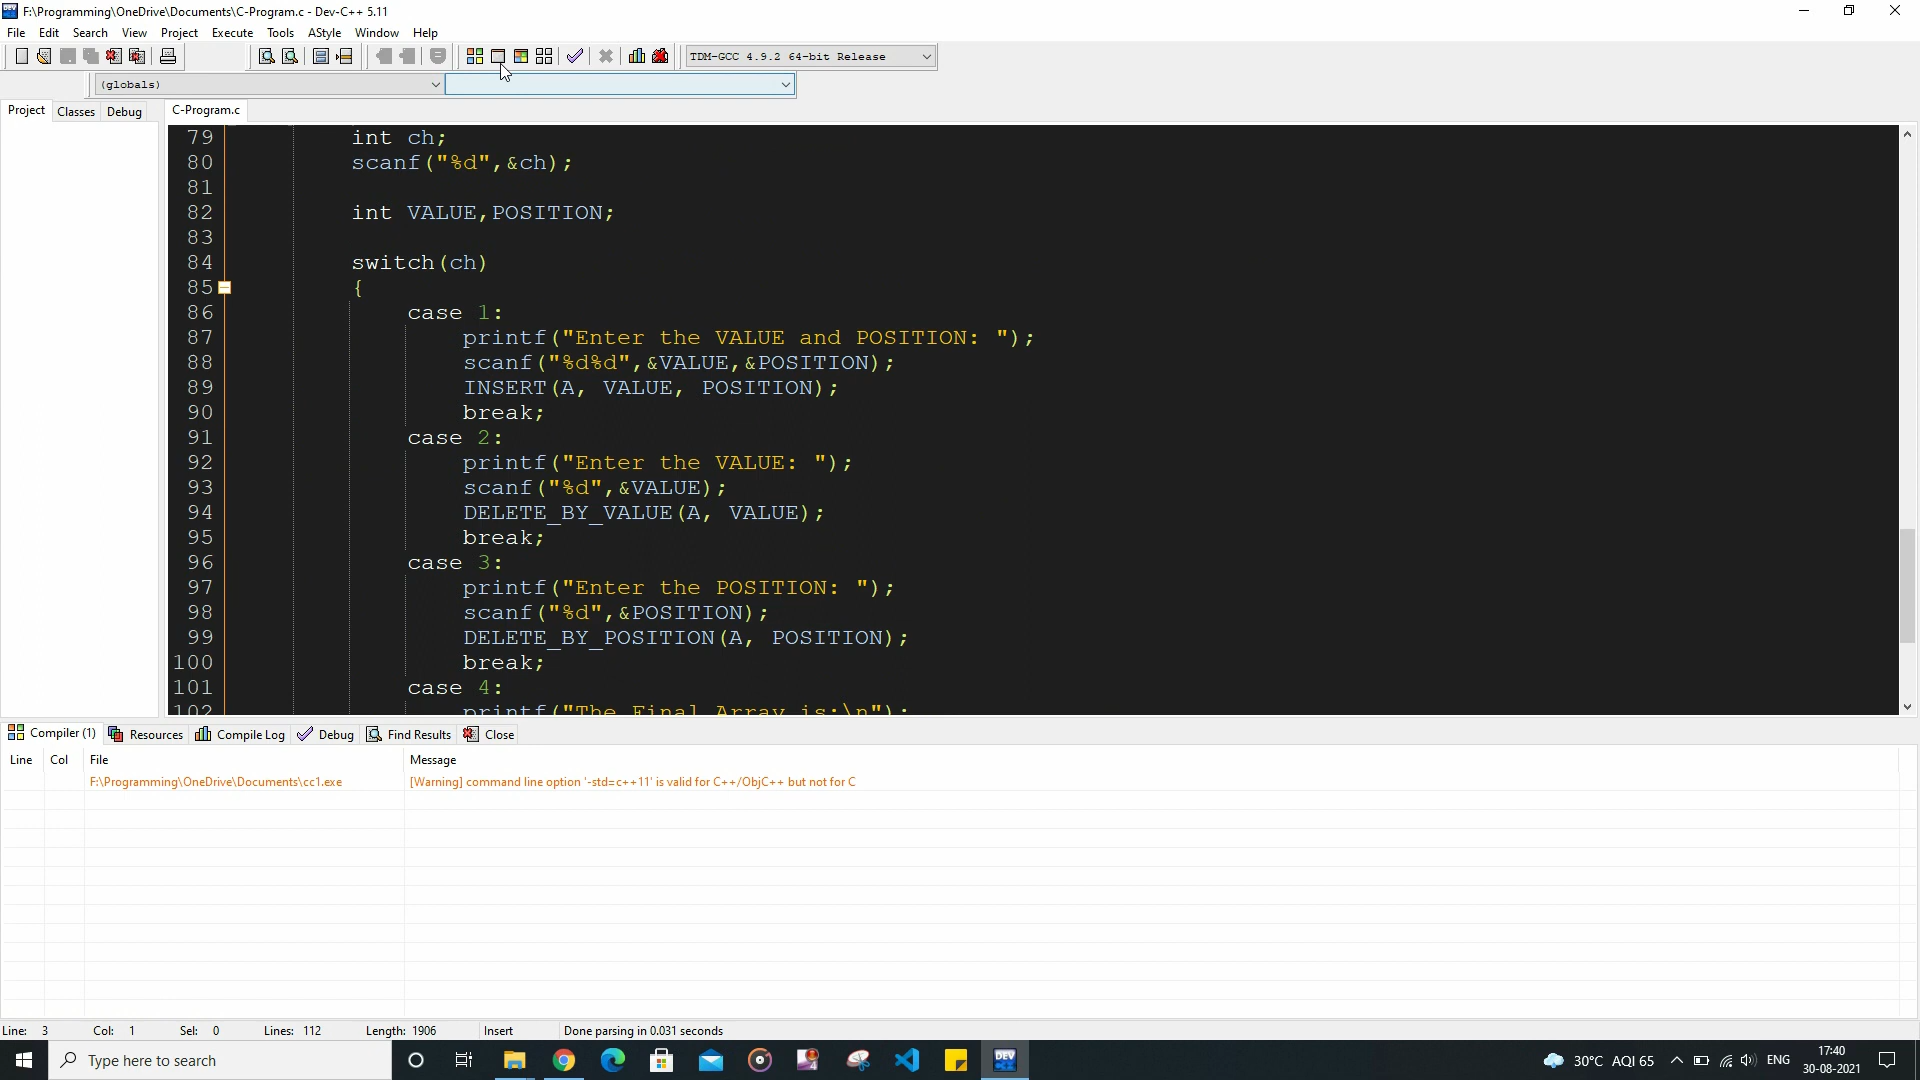 F:\Programming\OneDrive\Documents\C-Program.c - Dev-C++ 5.11
File Edit Search View Project Execute Tools AStyle Window Help
TDM-GCC 4.9.2 64-bit Release
(globals)
Project Classes Debug C-Program.c
79 int ch;
80 scanf("%d",&ch);
81
82 int VALUE,POSITION;
83
84 switch(ch)
85 {
86 case 1:
87 printf("Enter the VALUE and POSITION: ");
88 scanf("%d%d",&VALUE,&POSITION);
89 INSERT(A, VALUE, POSITION);
90 break;
91 case 2:
92 printf("Enter the VALUE: ");
93 scanf("%d",&VALUE);
94 DELETE_BY_VALUE(A, VALUE);
95 break;
96 case 3:
97 printf("Enter the POSITION: ");
98 scanf("%d",&POSITION);
99 DELETE_BY_POSITION(A, POSITION);
100 break;
101 case 4:
102 printf("The Final Array is:\n");
Compiler (1) Resources Compile Log Debug Find Results Close
Line Col File Message
F:\Programming\OneDrive\Documents\cc1.exe [Warning] command line option '-std=c++11' is valid for C++/ObjC++ but not for C
Line: 3 Col: 1 Sel: 0 Lines: 112 Length: 1906 Insert Done parsing in 0.031 seconds
Type here to search
DEV
30°C AQI 65
ENG
17:40
30-08-2021